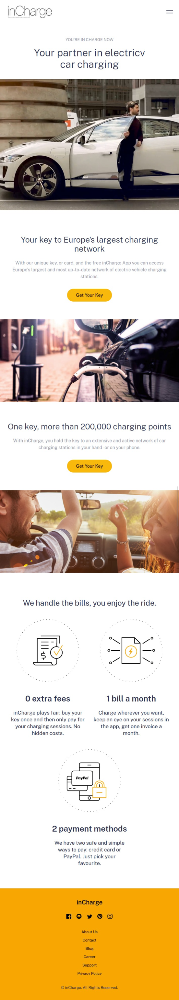 inCharge
YOU'RE IN CHARGE NOW
Your partner in electricv
car charging
Your key to Europe's largest charging
network
With our unique key, or card, and the free inCharge App you can access
Europe's largest and most up-to-date network of electric vehicle charging
stations.
Get Your Key
One key, more than 200,000 charging points
With inCharge, you hold the key to an extensive and active network of car
charging stations in your hand - or on your phone.
Get Your Key
We handle the bills, you enjoy the ride.
$
0 extra fees
inCharge plays fair: buy your
key once and then only pay for
your charging sessions. No
hidden costs.
1 bill a month
Charge wherever you want,
keep an eye on your sessions in
the app, get one invoice a
month.
PayPal
2 payment methods
We have two safe and simple
ways to pay: credit card or
PayPal. Just pick your
favourite.
inCharge
About Us
Contact
Blog
Career
Support
Privacy Policy
© inCharge. All Rights Reserved.